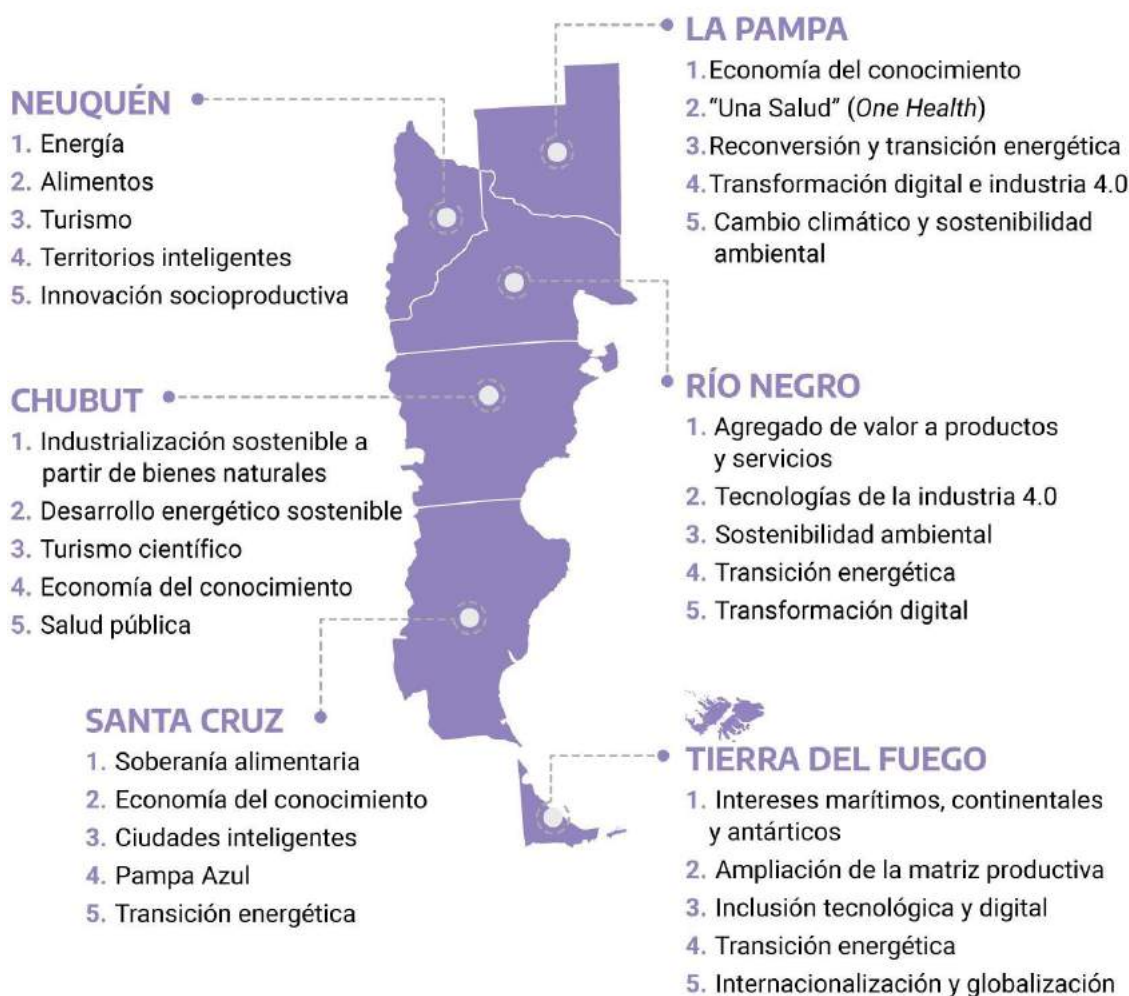 LA PAMPA
1. Economía del conocimiento
2. “Una Salud” (One Health)
3. Reconversión y transición energética
4. Transformación digital e industria 4.0
5. Cambio climático y sostenibilidad
ambiental
NEUQUÉN
1. Energía
2. Alimentos
3. Turismo
4. Territorios inteligentes
5. Innovación socioproductiva
CHUBUT
1. Industrialización sostenible a
partir de bienes naturales
2. Desarrollo energético sostenible
3. Turismo científico
4. Economía del conocimiento
5. Salud pública
RÍO NEGRO
1. Agregado de valor a productos
y servicios
2. Tecnologías de la industria 4.0
3. Sostenibilidad ambiental
4. Transición energética
5. Transformación digital
SANTA CRUZ
1. Soberanía alimentaria
2. Economía del conocimiento
3. Ciudades inteligentes
4. Pampa Azul
5. Transición energética
TIERRA DEL FUEGO
1. Intereses marítimos, continentales
y antárticos
2. Ampliación de la matriz productiva
3. Inclusión tecnológica y digital
4. Transición energética
5. Internacionalización y globalización